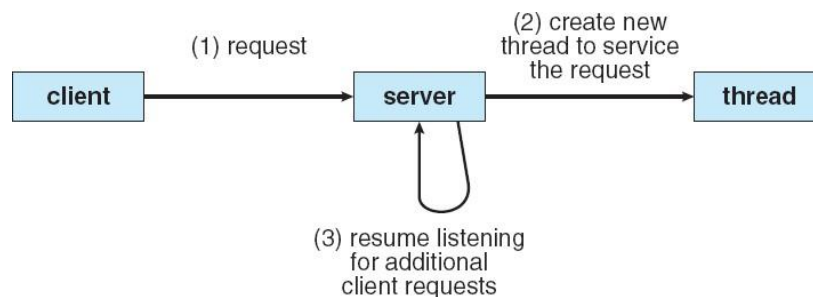 (1) request
(2) create new
thread to service
the request
client
server
thread
(3) resume listening
for additional
client requests